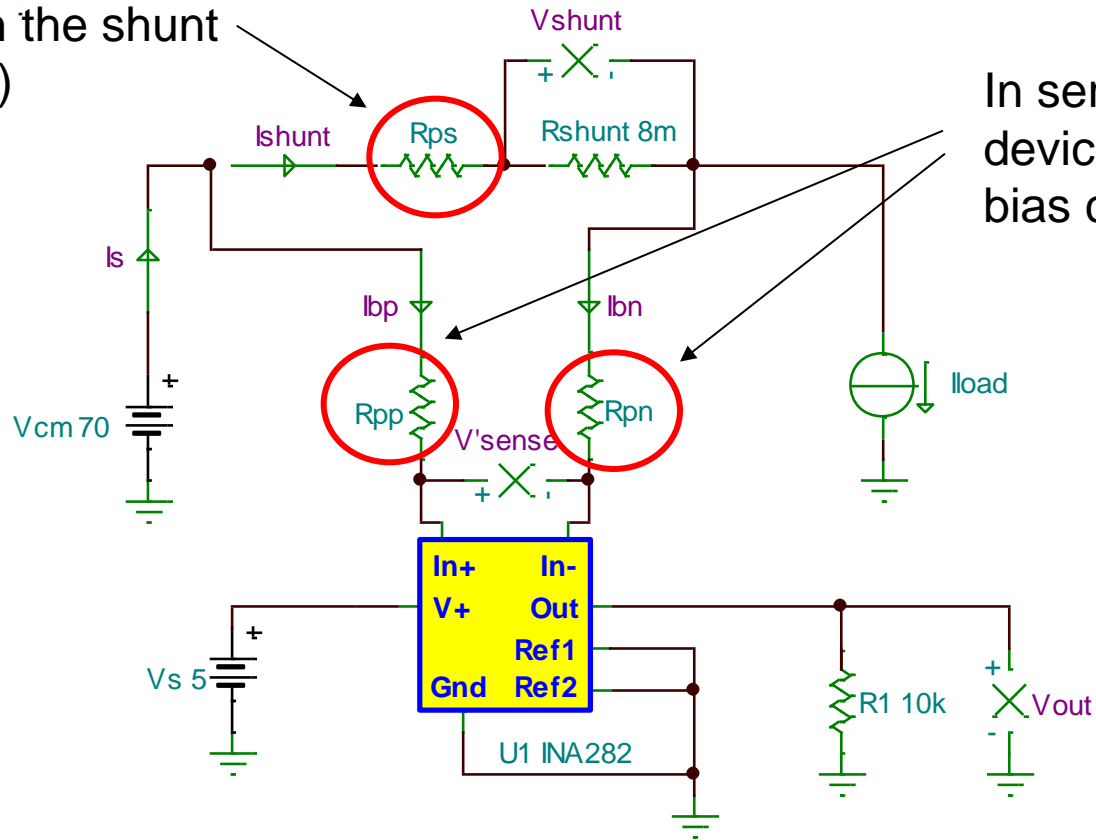 the shunt
)
Vshunt
+ -
In ser
devic
bias c
Ishunt
Rps
Rshunt 8m
Is
Ibp
Ibn
+
Vcm 70
Rpp
Rpn
Iload
V'sense
+ -
In+ In-
V+ Out
Ref1
Gnd Ref2
+
Vs 5
R1 10k
+
Vout
-
U1 INA282